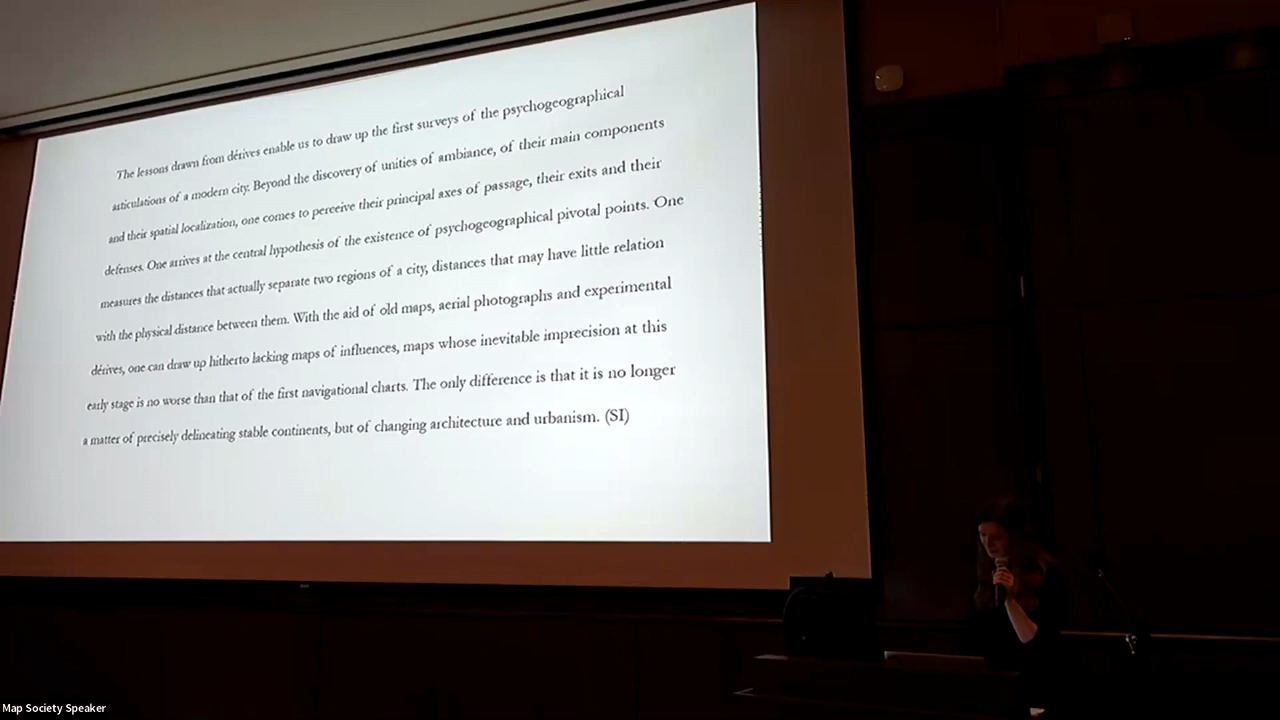 The lessons drawn from dérives enable us to draw up the first surveys of the psychogeographical
articulations of a modern city. Beyond the discovery of unities of ambiance, of their main components
and their spatial localization, one comes to perceive their principal axes of passage, their exits and their
defenses. One arrives at the central hypothesis of the existence of psychogeographical pivotal points. One
measures the distances that actually separate two regions of a city, distances that may have little relation
with the physical distance between them. With the aid of old maps, aerial photographs and experimental
dérives, one can draw up hitherto lacking maps of influences, maps whose inevitable imprecision at this
early stage is no worse than that of the first navigational charts. The only difference is that it is no longer
a matter of precisely delineating stable continents, but of changing architecture and urbanism. (SI)
Map Society Speaker